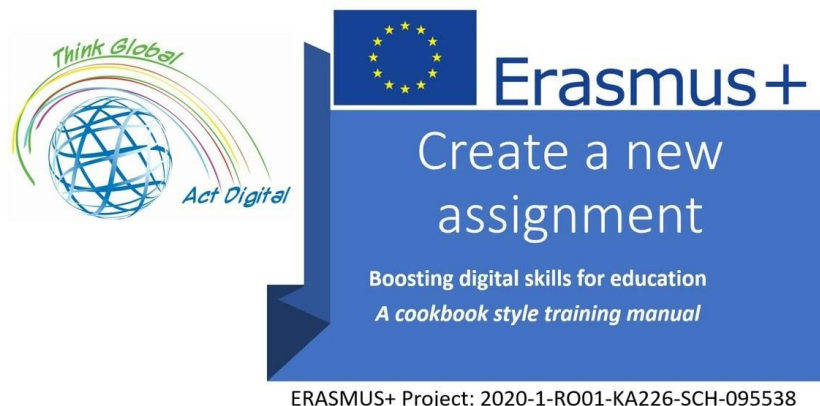 Think Global
Act Digital
Erasmus+
Create a new
assignment
Boosting digital skills for education
A cookbook style training manual
ERASMUS+ Project: 2020-1-RO01-KA226-SCH-095538